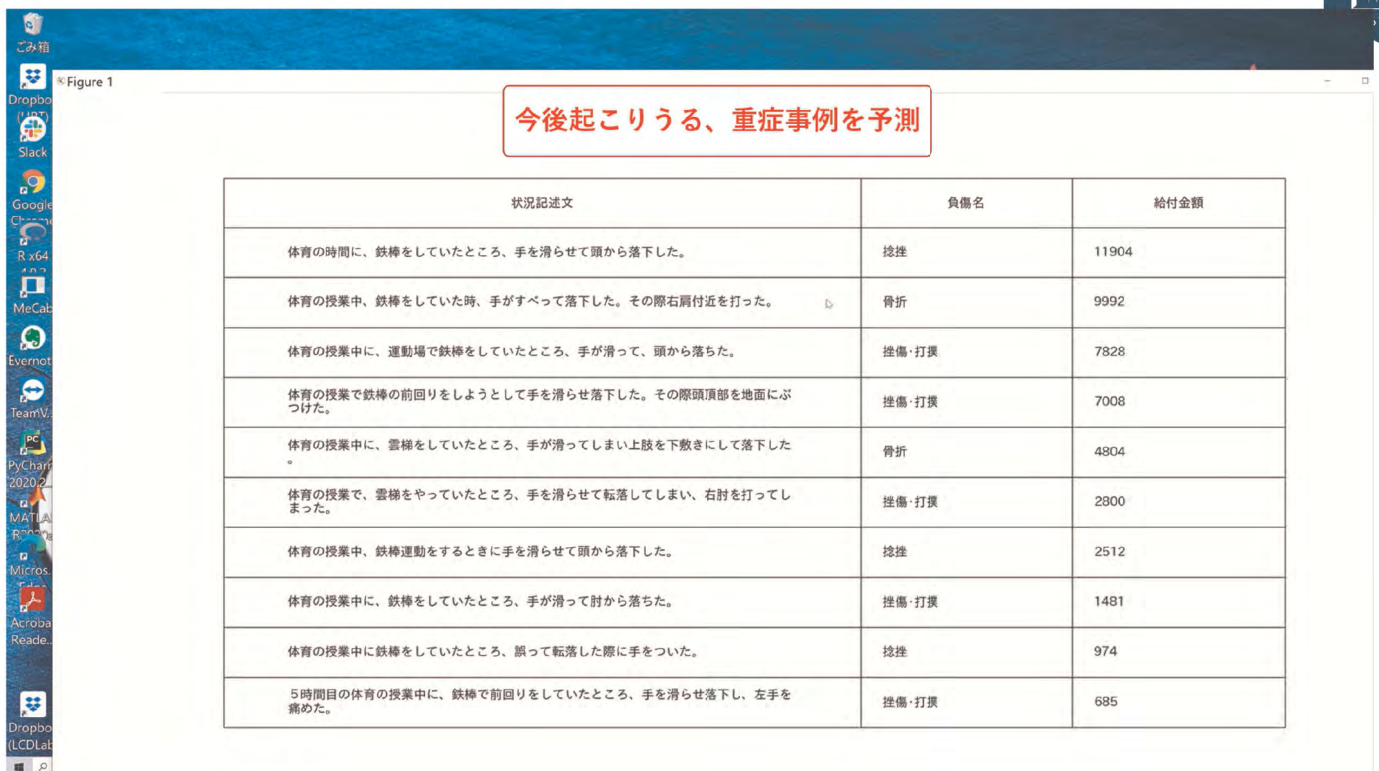 ごみ箱
Dropbo
Slack
Google
R x64
MeCab
Evernot
TeamV..
PC
PyCharm
2020.2
MATLA
Micros.
Acroba
Reade..
Dropbo
(LCDLab
Figure 1
今後起こりうる、重症事例を予測
状況記述文 負傷名 給付金額
体育の時間に、鉄棒をしていたところ、手を滑らせて頭から落下した。 捻挫 11904
体育の授業中、鉄棒をしていた時、手がすべって落下した。その際右肩付近を打った。 骨折 9992
体育の授業中に、運動場で鉄棒をしていたところ、手が滑って、頭から落ちた。 挫傷·打撲 7828
体育の授業で鉄棒の前回りをしようとして手を滑らせ落下した。その際頭頂部を地面にぶ
つけた。 挫傷·打撲 7008
体育の授業中に、雲梯をしていたところ、手が滑ってしまい上肢を下敷きにして落下した
。 骨折 4804
体育の授業で、雲梯をやっていたところ、手を滑らせて転落してしまい、右肘を打ってし
まった。 挫傷·打撲 2800
体育の授業中、鉄棒運動をするときに手を滑らせて頭から落下した。 捻挫 2512
体育の授業中に、鉄棒をしていたところ、手が滑って肘から落ちた。 挫傷·打撲 1481
体育の授業中に鉄棒をしていたところ、誤って転落した際に手をついた。 捻挫 974
５時間目の体育の授業中に、鉄棒で前回りをしていたところ、手を滑らせ落下し、左手を
痛めた。 挫傷·打撲 685